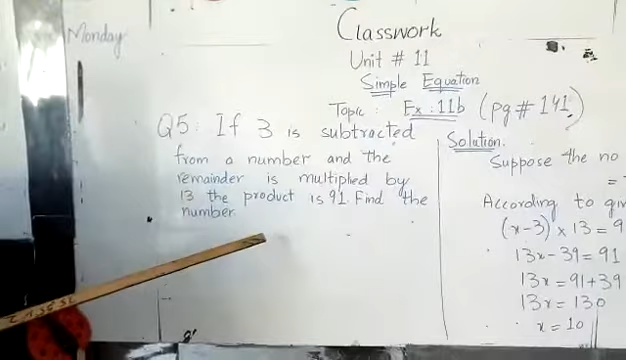 Monday
Classwork
Unit # 11
Simple Equation
Topic : Ex : 11b (pg # 141)
Q5: If 3 is subtracted
from a number and the
remainder is multiplied by
13 the product is 91. Find the
number.
Solution.
Suppose the no
=
According to
(x-3) × 13 = 9
13x - 39 = 91
13x = 91 + 39
13x = 130
x = 10